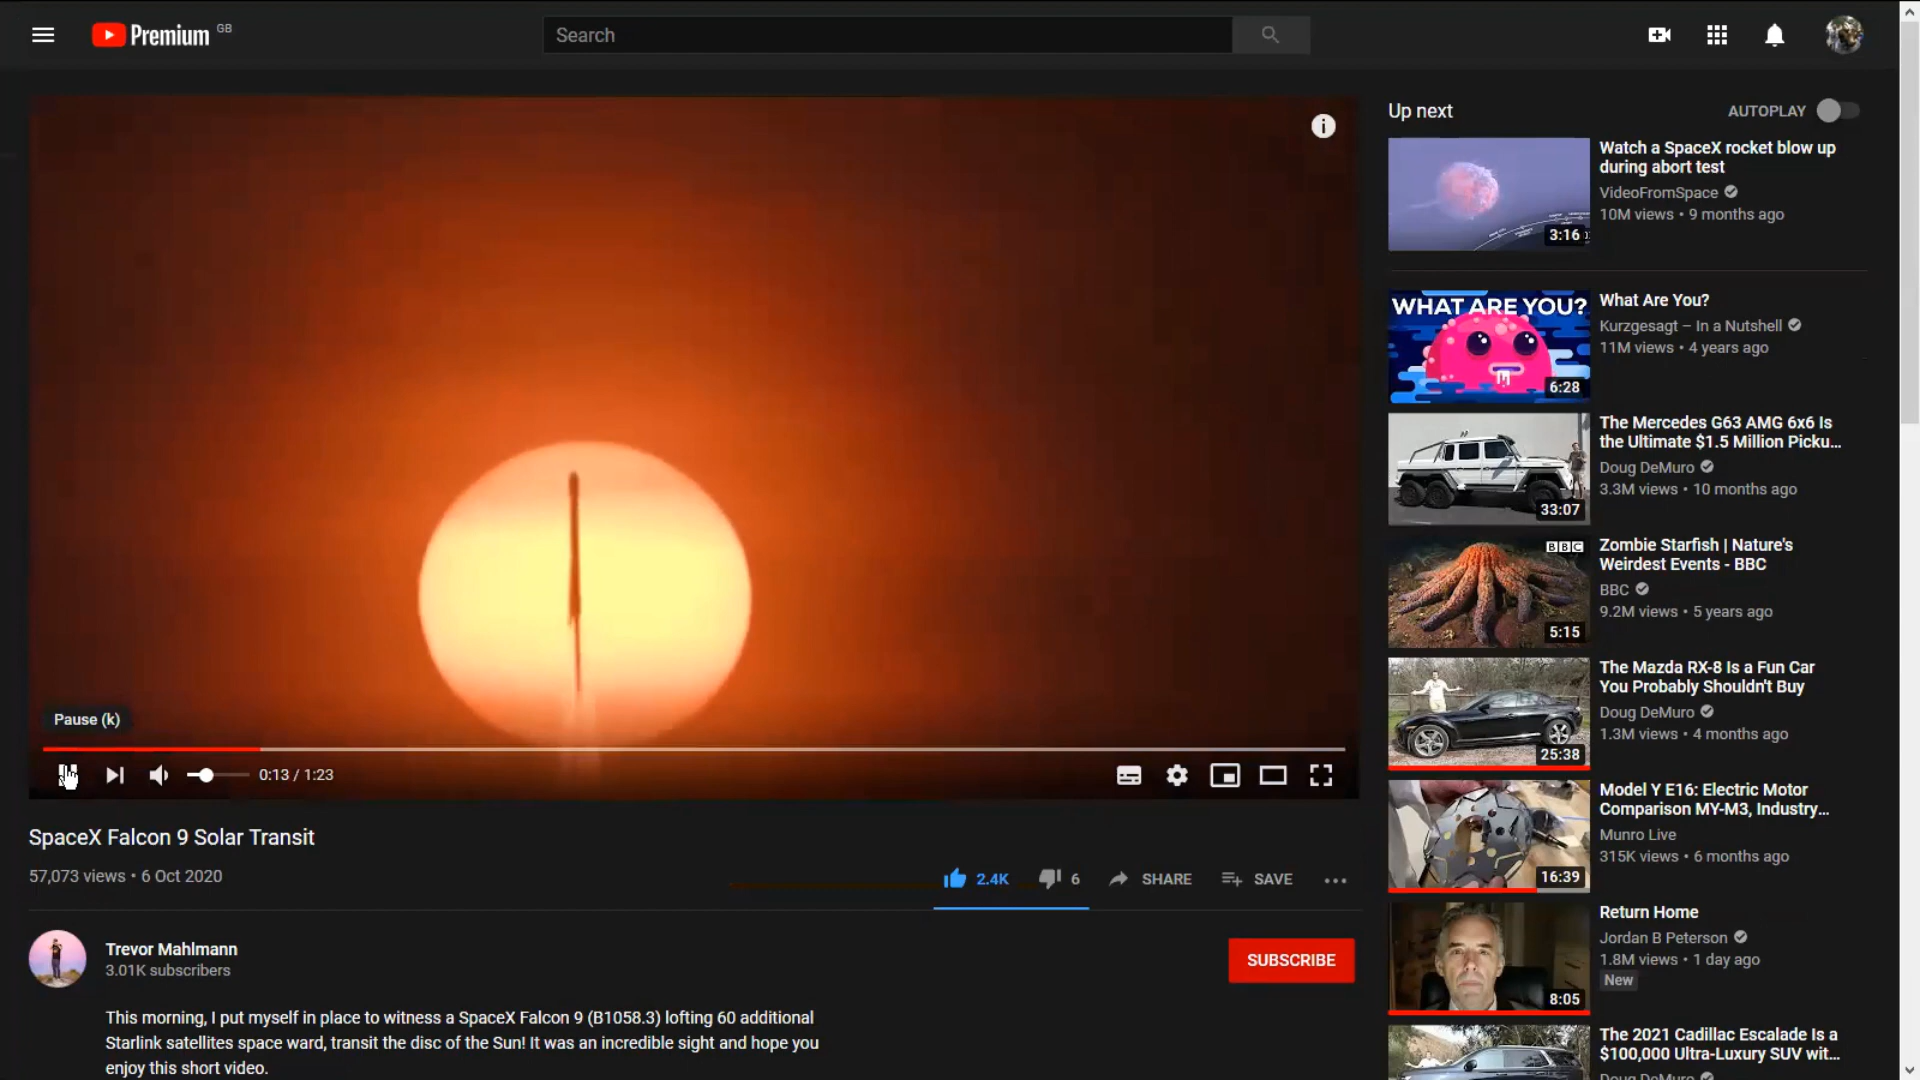 Premium GB
Search
Pause (k)
0:13 / 1:23
SpaceX Falcon 9 Solar Transit
57,073 views • 6 Oct 2020
2.4K
6
SHARE
SAVE
Trevor Mahlmann
3.01K subscribers
SUBSCRIBE
This morning, I put myself in place to witness a SpaceX Falcon 9 (B1058.3) lofting 60 additional
Starlink satellites space ward, transit the disc of the Sun! It was an incredible sight and hope you
enjoy this short video.
Up next
AUTOPLAY
3:16
Watch a SpaceX rocket blow up
during abort test
VideoFromSpace
10M views • 9 months ago
WHAT ARE YOU?
6:28
What Are You?
Kurzgesagt – In a Nutshell
11M views • 4 years ago
33:07
The Mercedes G63 AMG 6x6 Is
the Ultimate $1.5 Million Picku...
Doug DeMuro
3.3M views • 10 months ago
BBC
5:15
Zombie Starfish | Nature's
Weirdest Events - BBC
BBC
9.2M views • 5 years ago
25:38
The Mazda RX-8 Is a Fun Car
You Probably Shouldn't Buy
Doug DeMuro
1.3M views • 4 months ago
16:39
Model Y E16: Electric Motor
Comparison MY-M3, Industry...
Munro Live
315K views • 6 months ago
8:05
Return Home
Jordan B Peterson
1.8M views • 1 day ago
New
The 2021 Cadillac Escalade Is a
$100,000 Ultra-Luxury SUV wit...
Doug DeMuro